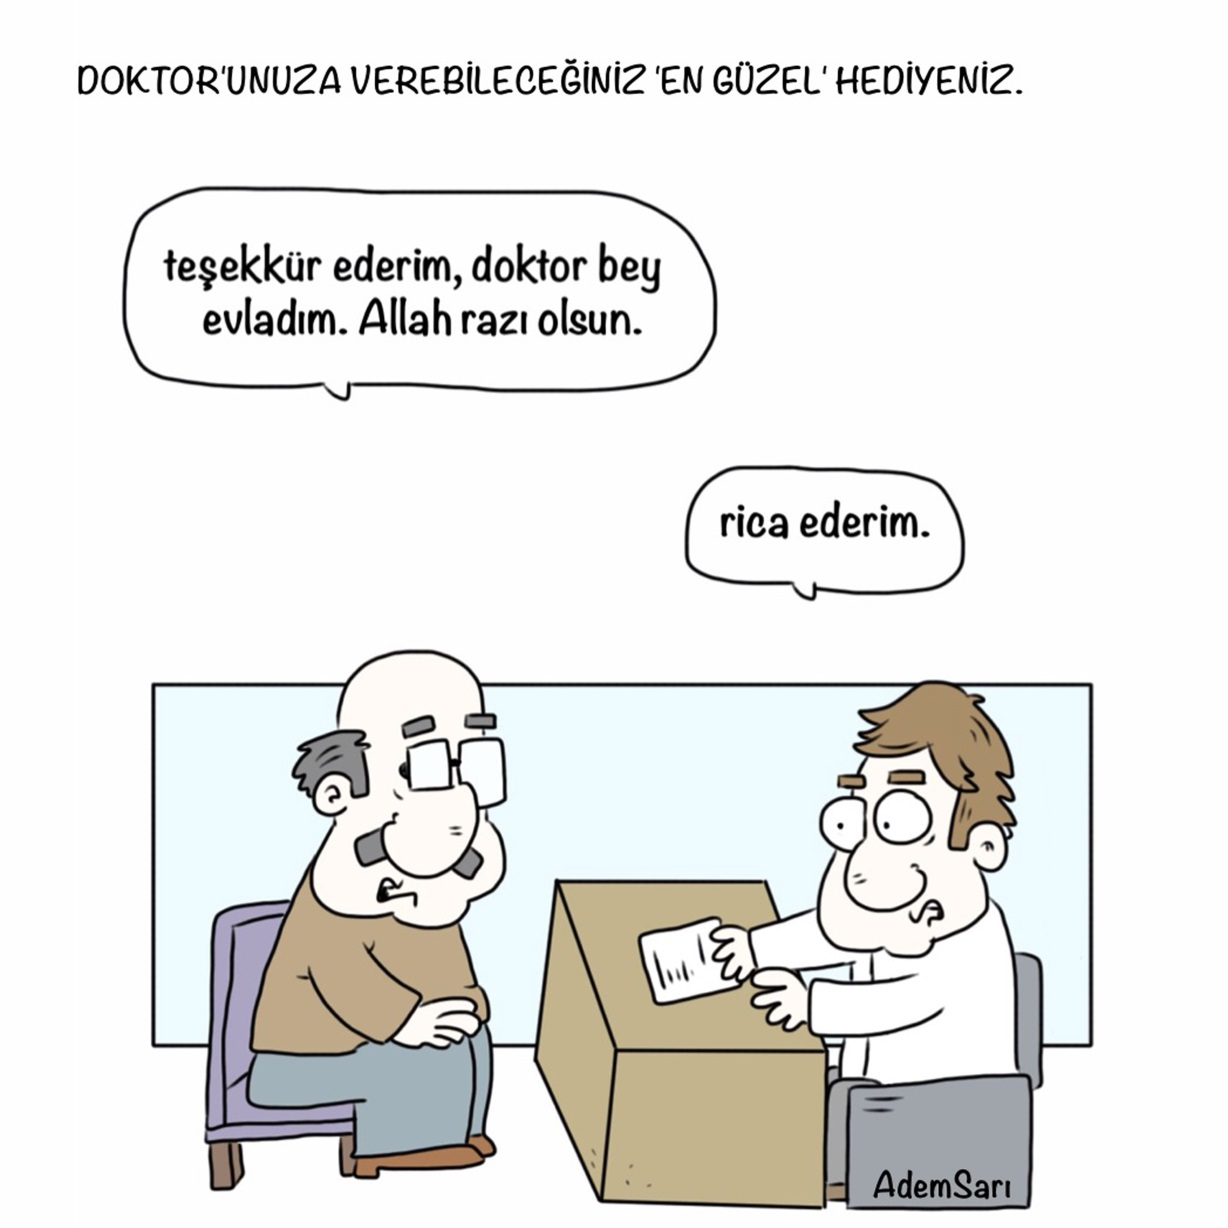 DOKTOR'UNUZA VEREBİLECEĞİNİZ 'EN GÜZEL' HEDİYENİZ.
teşekkür ederim, doktor bey
evladım. Allah razı olsun.
rica ederim.
AdemSarı